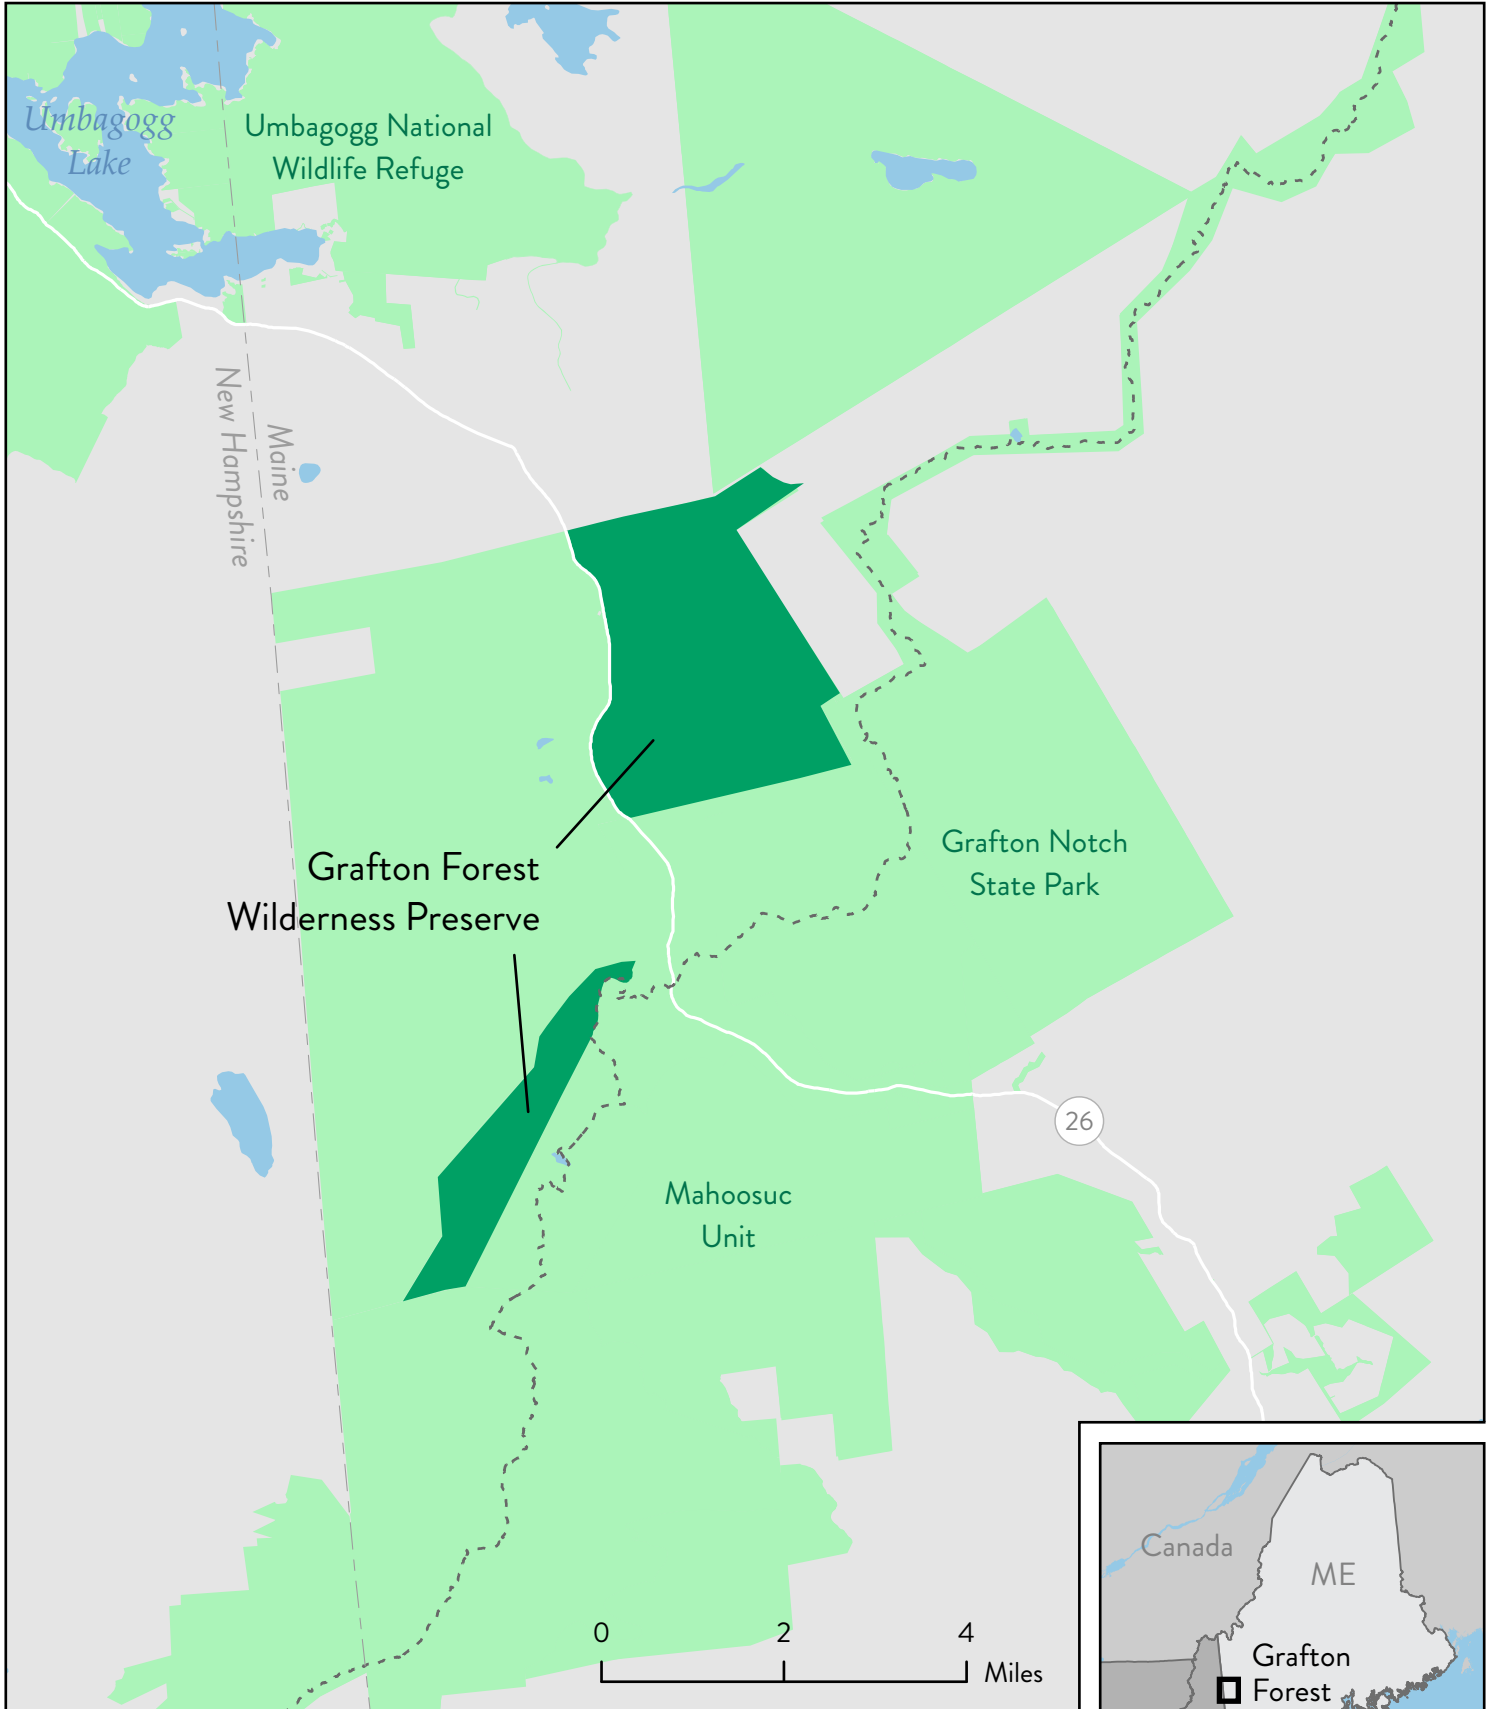 Umbagogg
Lake
Umbagogg National
Wildlife Refuge
New Hampshire
Maine
Grafton Forest
Wilderness Preserve
Grafton Notch
State Park
26
Mahoosuc
Unit
0 2 4
Miles
Canada
ME
Grafton
Forest